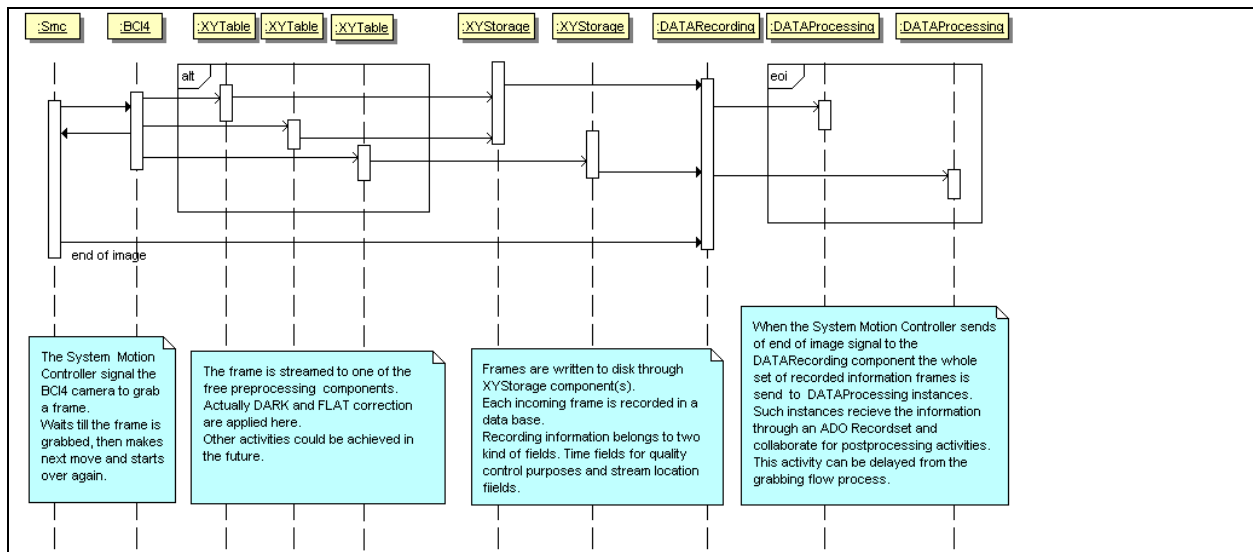 :Smc
:BCI4
:XYTable
:XYTable
:XYTable
:XYStorage
:XYStorage
:DATARecording
:DATAProcessing
:DATAProcessing
alt
eoi
end of image
The System Motion
Controller signal the
BCI4 camera to grab
a frame.
Waits till the frame is
grabbed, then makes
next move and starts
over again.
The frame is streamed to one of the
free preprocessing components.
Actually DARK and FLAT correction
are applied here.
Other activities could be achieved in
the future.
Frames are written to disk through
XYStorage component(s).
Each incoming frame is recorded in a
data base.
Recording information belongs to two
kind of fields. Time fields for quality
control purposes and stream location
fiields.
When the System Motion Controller sends
of end of image signal to the
DATARecording component the whole
set of recorded information frames is
send to DATAProcessing instances.
Such instances recieve the information
through an ADO Recordset and
collaborate for postprocessing activities.
This activity can be delayed from the
grabbing flow process.